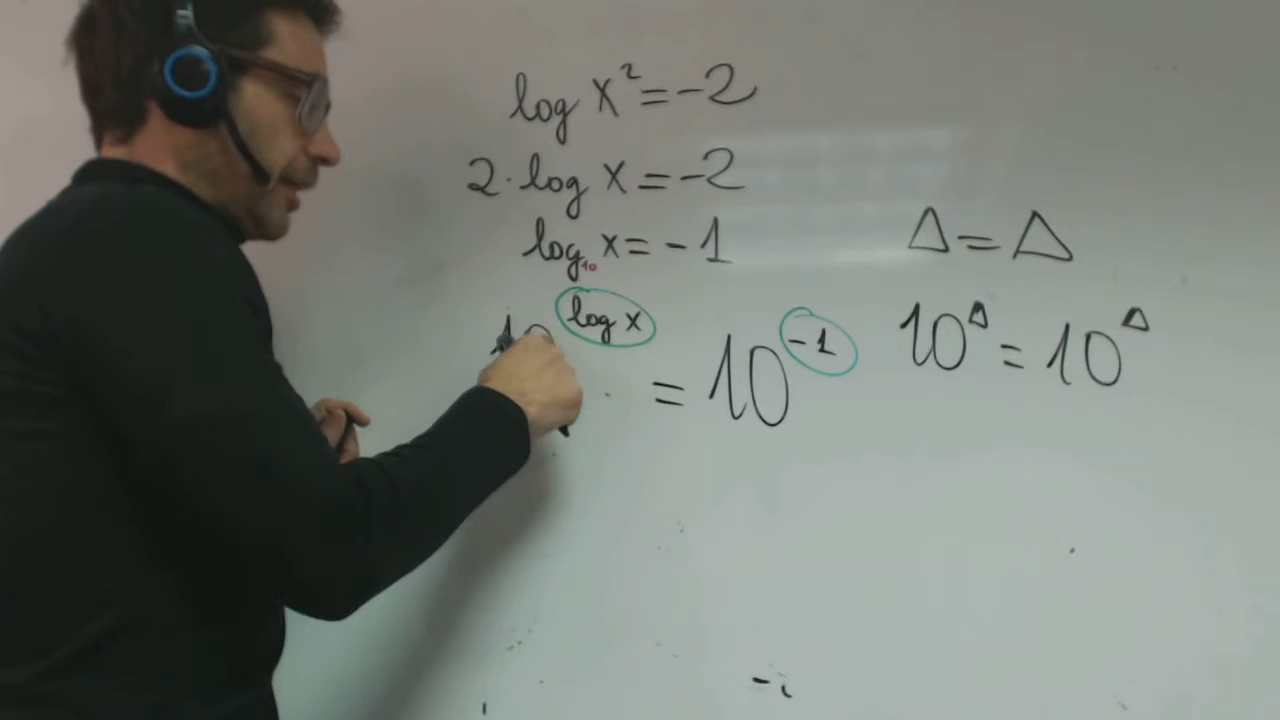 log x² = -2
2 · log x = -2
log₁₀ x = -1
Δ = Δ
10^(log x) = 10^(-1)
10^Δ = 10^Δ